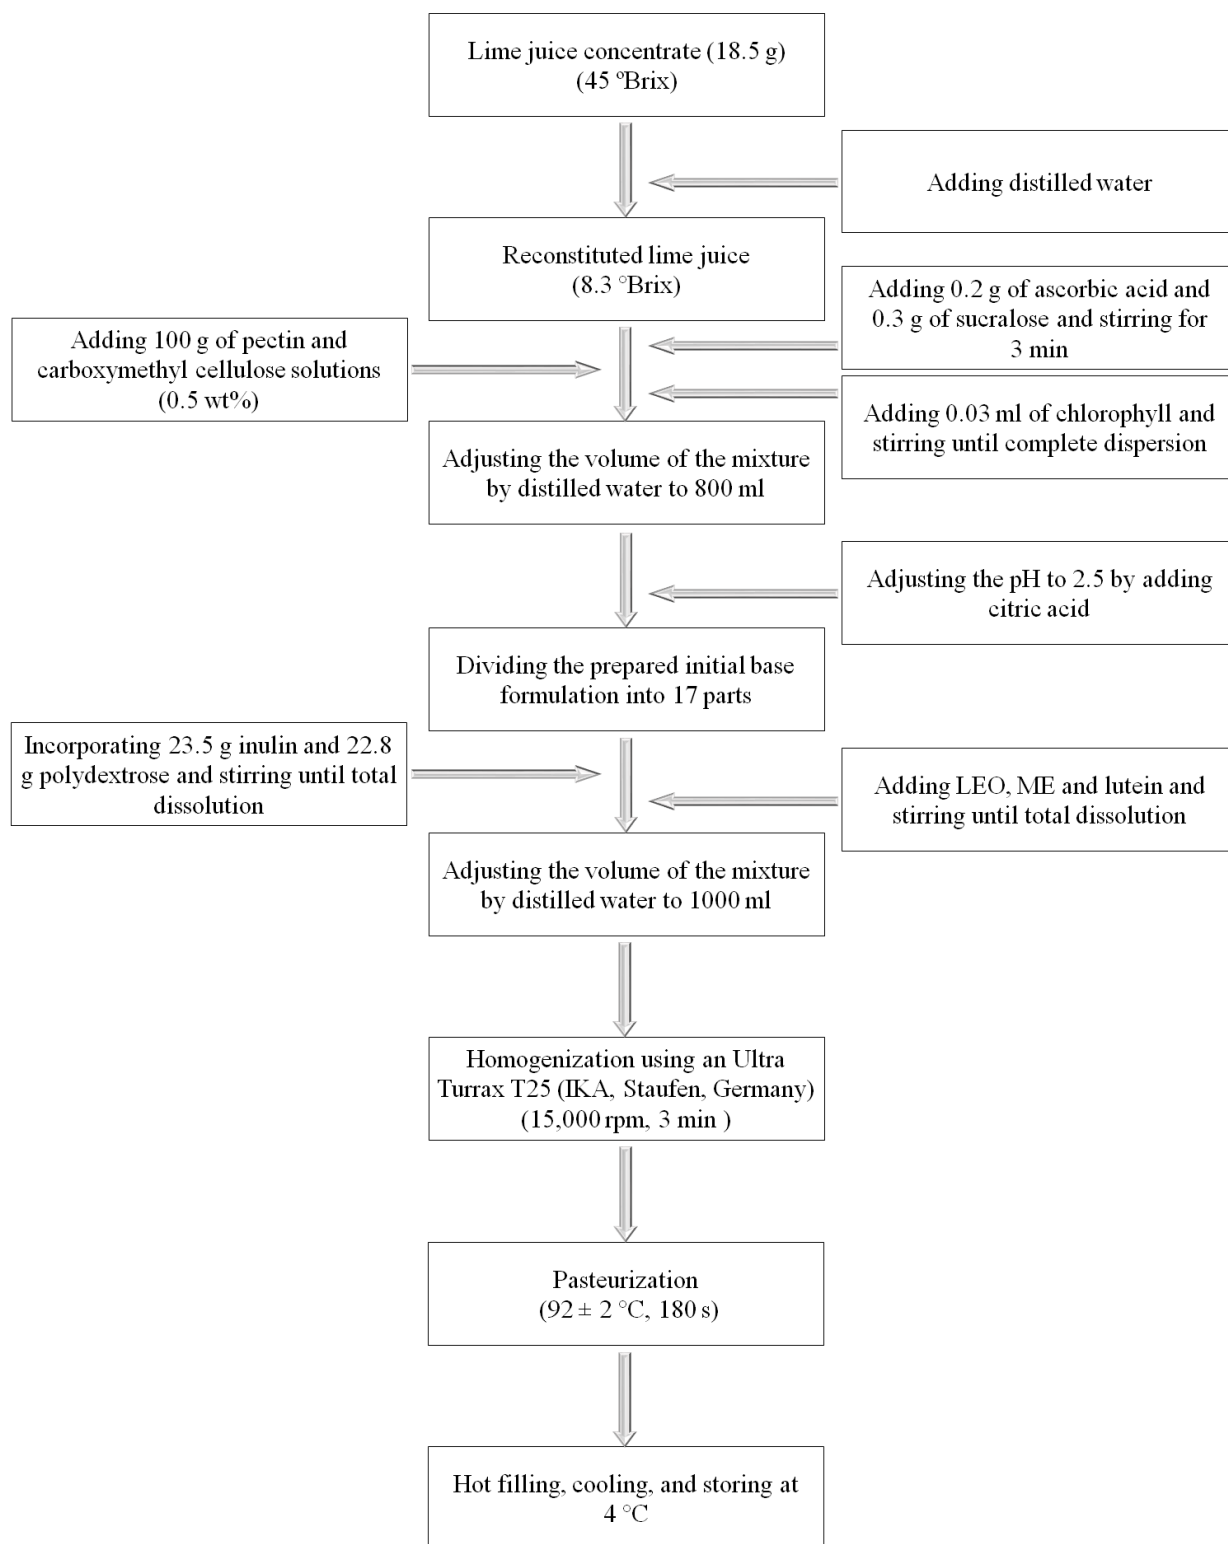 Lime juice concentrate (18.5 g)
(45 ºBrix)
Adding distilled water
Reconstituted lime juice
(8.3 °Brix)
Adding 0.2 g of ascorbic acid and
0.3 g of sucralose and stirring for
3 min
Adding 100 g of pectin and
carboxymethyl cellulose solutions
(0.5 wt%)
Adding 0.03 ml of chlorophyll and
stirring until complete dispersion
Adjusting the volume of the mixture
by distilled water to 800 ml
Adjusting the pH to 2.5 by adding
citric acid
Dividing the prepared initial base
formulation into 17 parts
Incorporating 23.5 g inulin and 22.8
g polydextrose and stirring until total
dissolution
Adding LEO, ME and lutein and
stirring until total dissolution
Adjusting the volume of the mixture
by distilled water to 1000 ml
Homogenization using an Ultra
Turrax T25 (IKA, Staufen, Germany)
(15,000 rpm, 3 min )
Pasteurization
(92 ± 2 °C, 180 s)
Hot filling, cooling, and storing at
4 °C